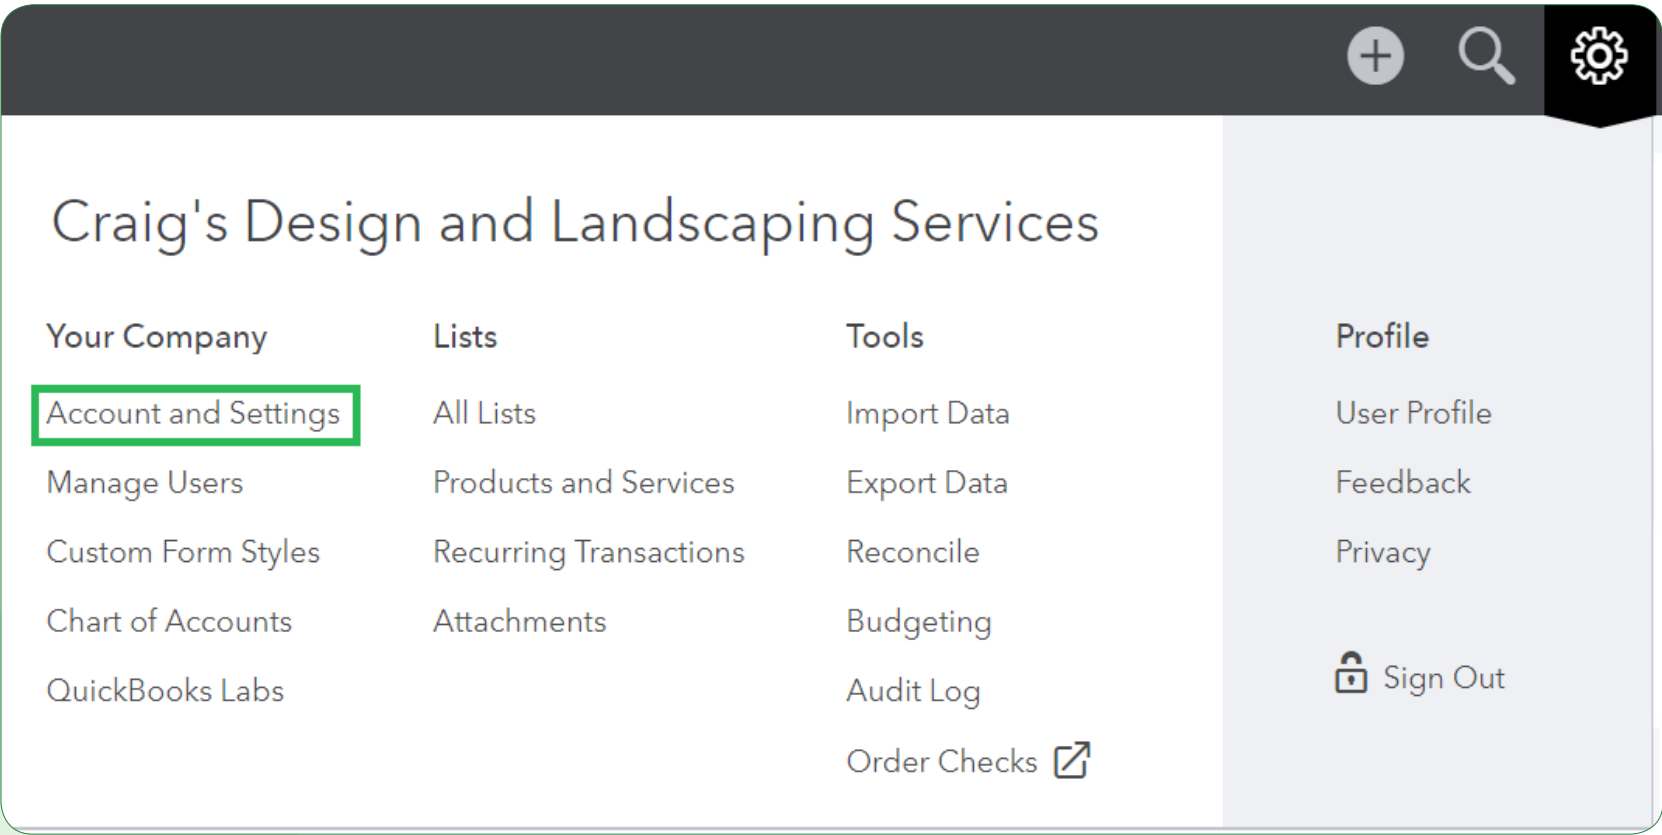 Craig's Design and Landscaping Services
Your Company
Account and Settings
Manage Users
Custom Form Styles
Chart of Accounts
QuickBooks Labs
Lists
All Lists
Products and Services
Recurring Transactions
Attachments
Tools
Import Data
Export Data
Reconcile
Budgeting
Audit Log
Order Checks
Profile
User Profile
Feedback
Privacy
Sign Out